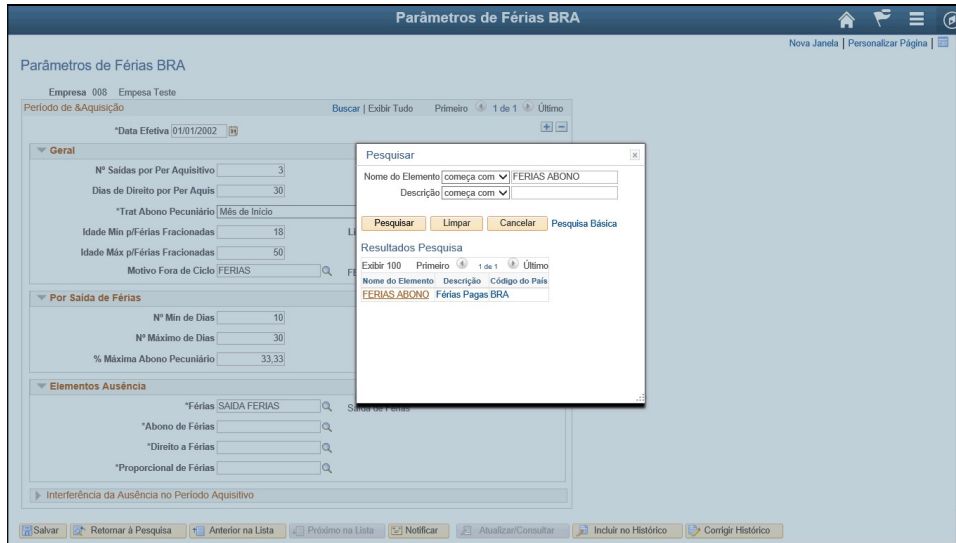 Parâmetros de Férias BRA
Nova Janela | Personalizar Página |
Parâmetros de Férias BRA
Empresa 008 Empesa Teste
Período de &Aquisição Buscar | Exibir Tudo Primeiro 1 de 1 Último
*Data Efetiva 01/01/2002
Geral
Nº Saídas por Per Aquisitivo 3
Dias de Direito por Per Aquis 30
*Trat Abono Pecuniário Mês de Início
Idade Mín p/Férias Fracionadas 18
Idade Máx p/Férias Fracionadas 50
Motivo Fora de Ciclo FERIAS
Por Saída de Férias
Nº Mín de Dias 10
Nº Máximo de Dias 30
% Máxima Abono Pecuniário 33,33
Elementos Ausência
*Férias SAIDA FERIAS Saída de Férias
*Abono de Férias
*Direito a Férias
*Proporcional de Férias
Interferência da Ausência no Período Aquisitivo
Pesquisar
Nome do Elemento começa com FERIAS ABONO
Descrição começa com
Pesquisar Limpar Cancelar Pesquisa Básica
Resultados Pesquisa
Exibir 100 Primeiro 1 de 1 Último
Nome do Elemento Descrição Código do País
FERIAS ABONO Férias Pagas BRA
Salvar Retornar à Pesquisa Anterior na Lista Próximo na Lista Notificar Atualizar/Consultar Incluir no Histórico Corrigir Histórico